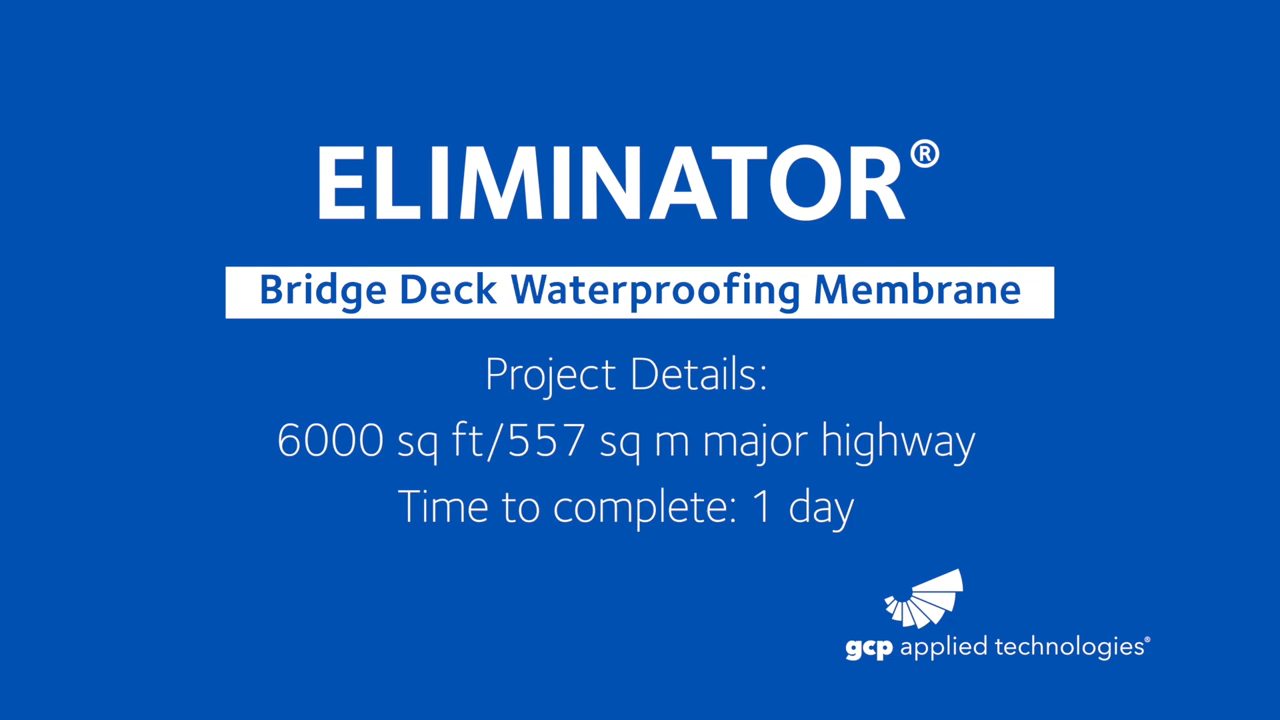 ELIMINATOR®
Bridge Deck Waterproofing Membrane
Project Details:
6000 sq ft/557 sq m major highway
Time to complete: 1 day
gcp applied technologies®